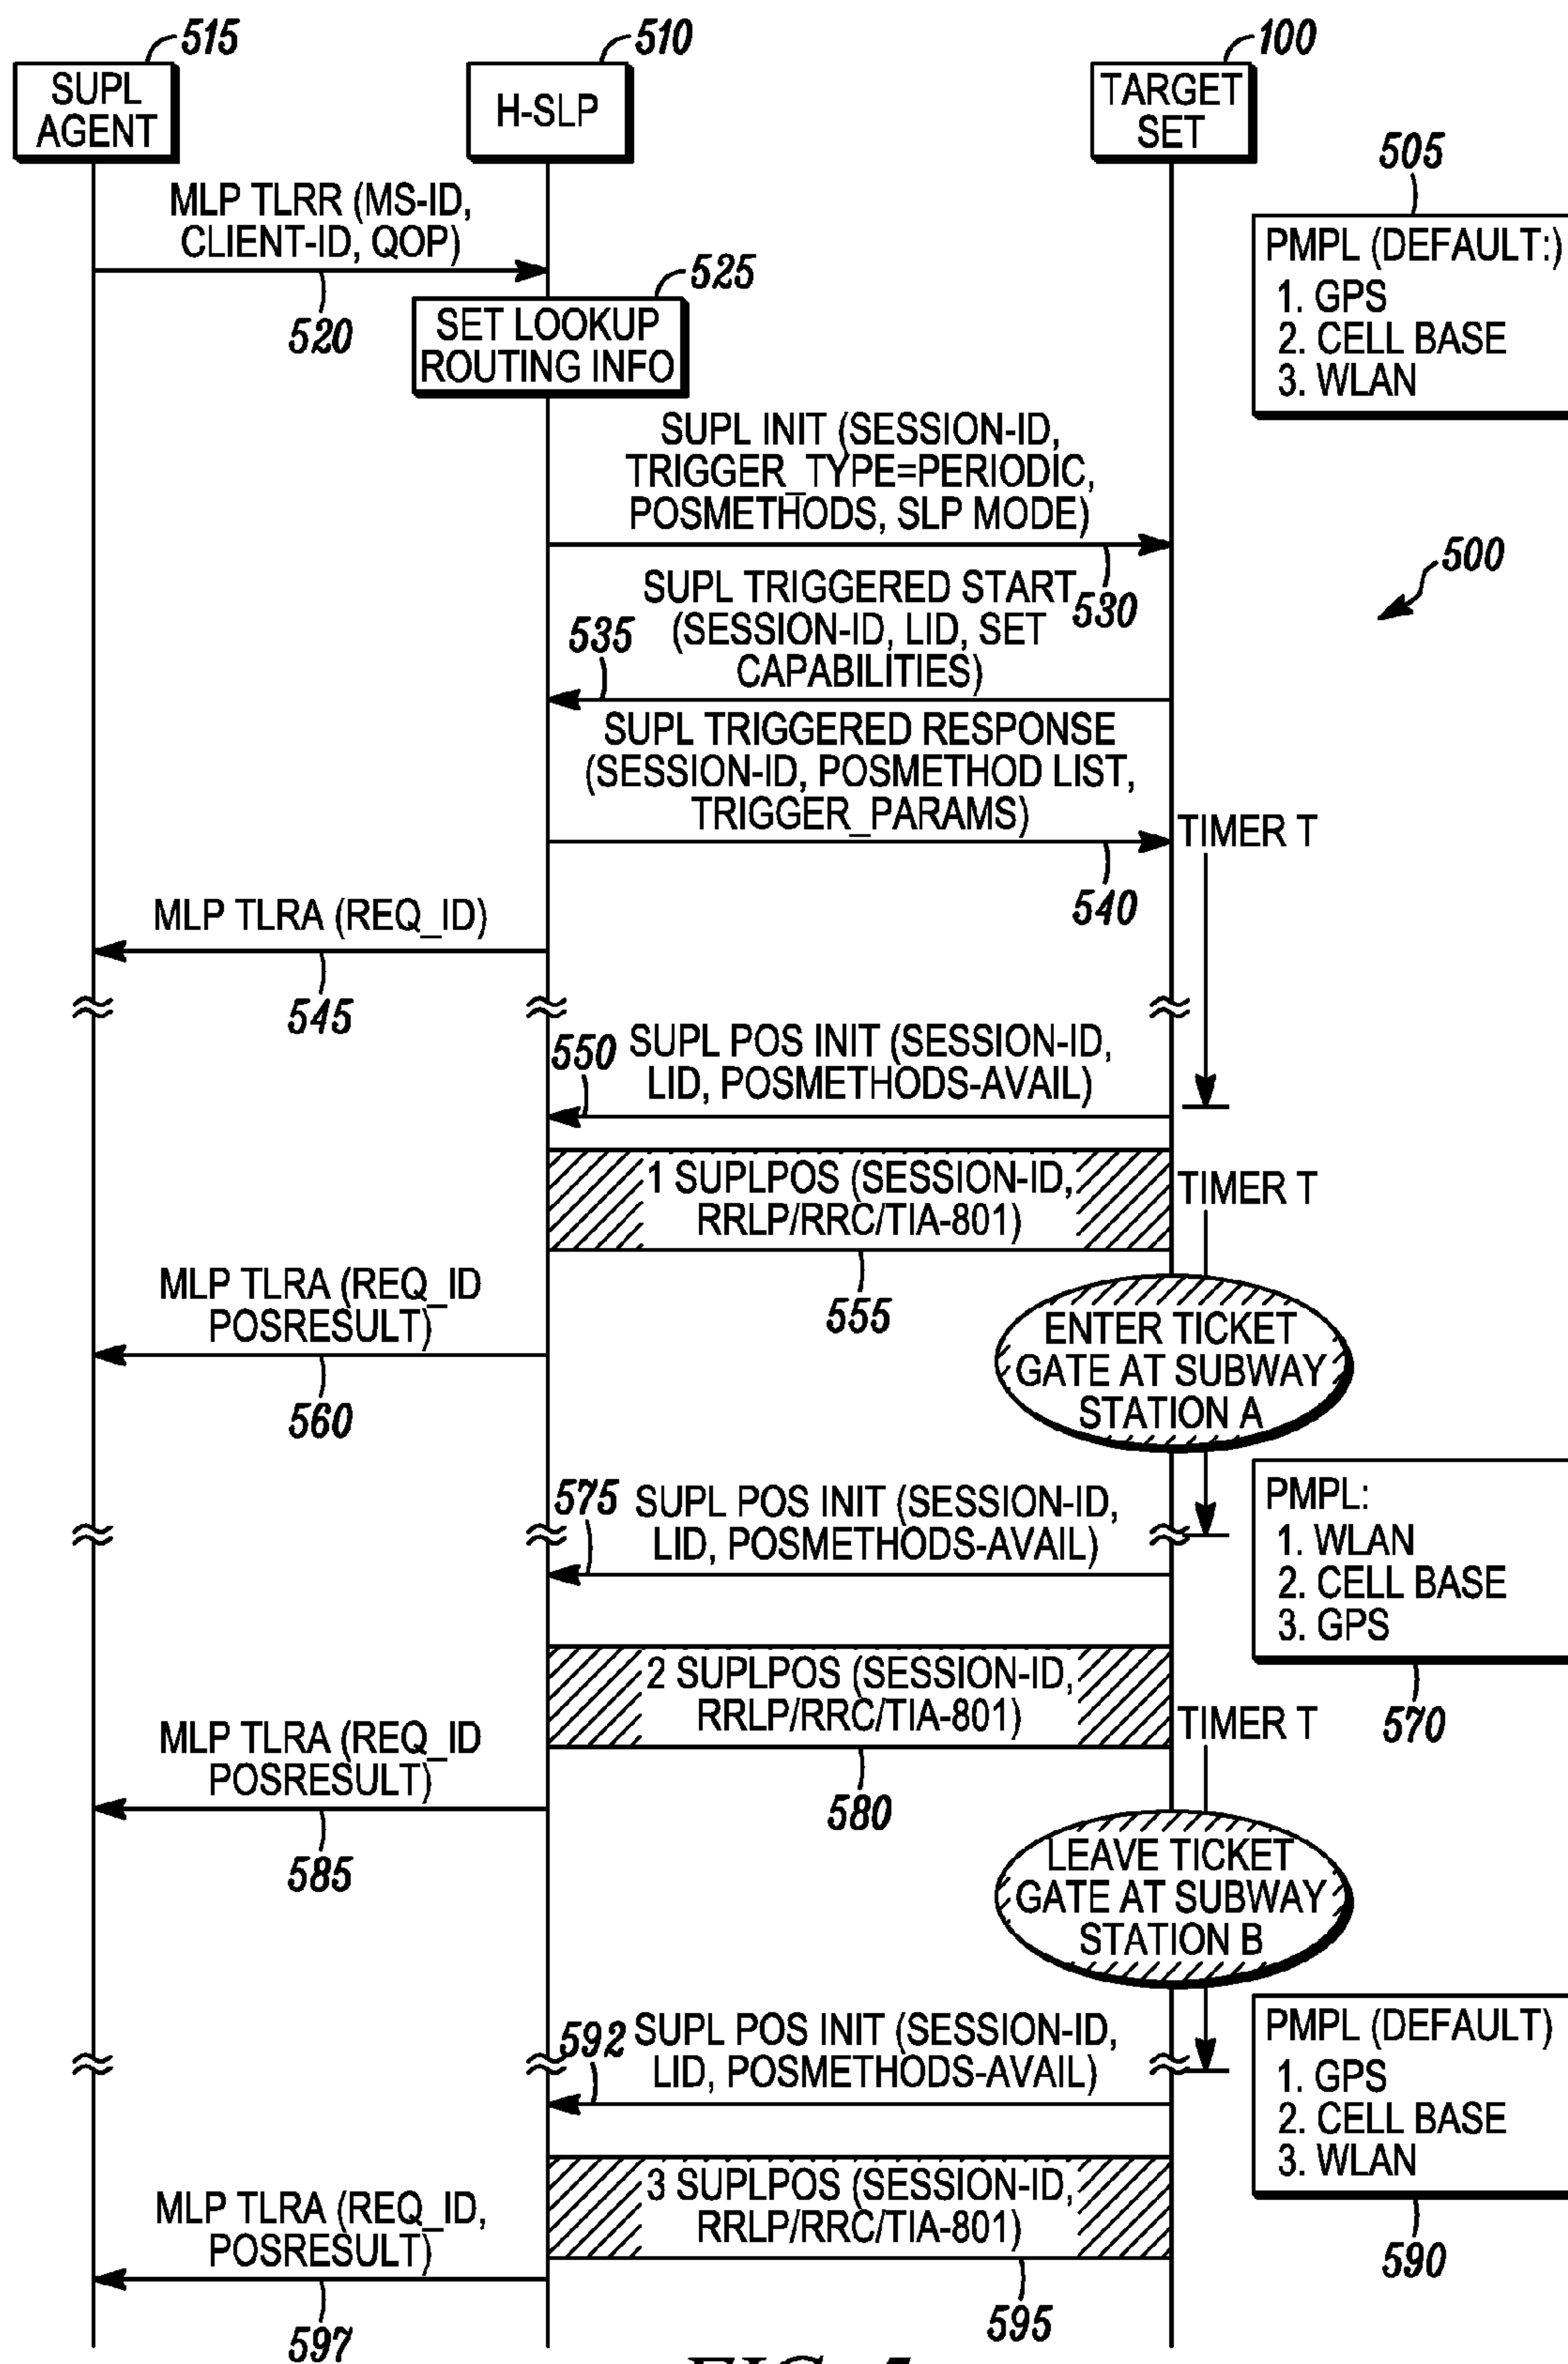 515
510
100
SUPL
AGENT
H-SLP
TARGET
SET
505
MLP TLRR (MS-ID,
CLIENT-ID, QOP)
520
525
SET LOOKUP
ROUTING INFO
PMPL (DEFAULT:)
1. GPS
2. CELL BASE
3. WLAN
SUPL INIT (SESSION-ID,
TRIGGER_TYPE=PERIODIC,
POSMETHODS, SLP MODE)
530
500
SUPL TRIGGERED START
(SESSION-ID, LID, SET
CAPABILITIES)
535
SUPL TRIGGERED RESPONSE
(SESSION-ID, POSMETHOD LIST,
TRIGGER_PARAMS)
540
TIMER T
MLP TLRA (REQ_ID)
545
550
SUPL POS INIT (SESSION-ID,
LID, POSMETHODS-AVAIL)
1 SUPLPOS (SESSION-ID,
RRLP/RRC/TIA-801)
555
TIMER T
MLP TLRA (REQ_ID
POSRESULT)
560
ENTER TICKET
GATE AT SUBWAY
STATION A
575
SUPL POS INIT (SESSION-ID,
LID, POSMETHODS-AVAIL)
PMPL:
1. WLAN
2. CELL BASE
3. GPS
570
2 SUPLPOS (SESSION-ID,
RRLP/RRC/TIA-801)
580
TIMER T
MLP TLRA (REQ_ID
POSRESULT)
585
LEAVE TICKET
GATE AT SUBWAY
STATION B
592
SUPL POS INIT (SESSION-ID,
LID, POSMETHODS-AVAIL)
PMPL (DEFAULT)
1. GPS
2. CELL BASE
3. WLAN
590
3 SUPLPOS (SESSION-ID,
RRLP/RRC/TIA-801)
595
MLP TLRA (REQ_ID,
POSRESULT)
597